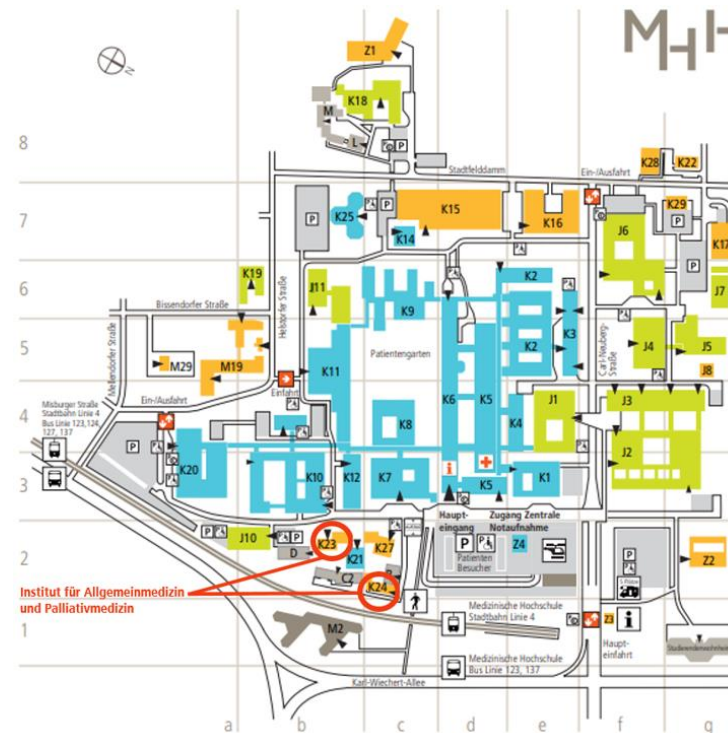 MHH
N
Z1
K18
M
L
P
8
Stadtfelddamm
Ein-/Ausfahrt
K28
K22
7
P
K25
P
K14
K15
K16
K29
P
J6
K17
6
K19
J11
K9
K2
K3
J7
Bissendorfer Straße
Helstorfer Straße
Mellendorfer Straße
5
M29
M19
K11
Patientengarten
K2
Carl-Neuberg-
Straße
J4
J5
J8
Ein-/Ausfahrt
Einfahrt
Misburger Straße
Stadtbahn Linie 4
Bus Linie 123,124,
127, 137
4
K8
K6
K5
K4
J1
J3
P
K20
K10
K12
K7
i
K5
K1
J2
3
Haupt-
eingang
Zugang Zentrale
Notaufnahme
P
J10
P
D
K23
K21
K27
P
Patienten
Besucher
Z4
P
Z2
2
C2
K24
Institut für Allgemeinmedizin
und Palliativmedizin
Medizinische Hochschule
Stadtbahn Linie 4
Z3
i
Haupt-
einfahrt
1
M2
Medizinische Hochschule
Bus Linie 123, 137
Studierendenwohnheim
Karl-Wiechert-Allee
a
b
c
d
e
f
g